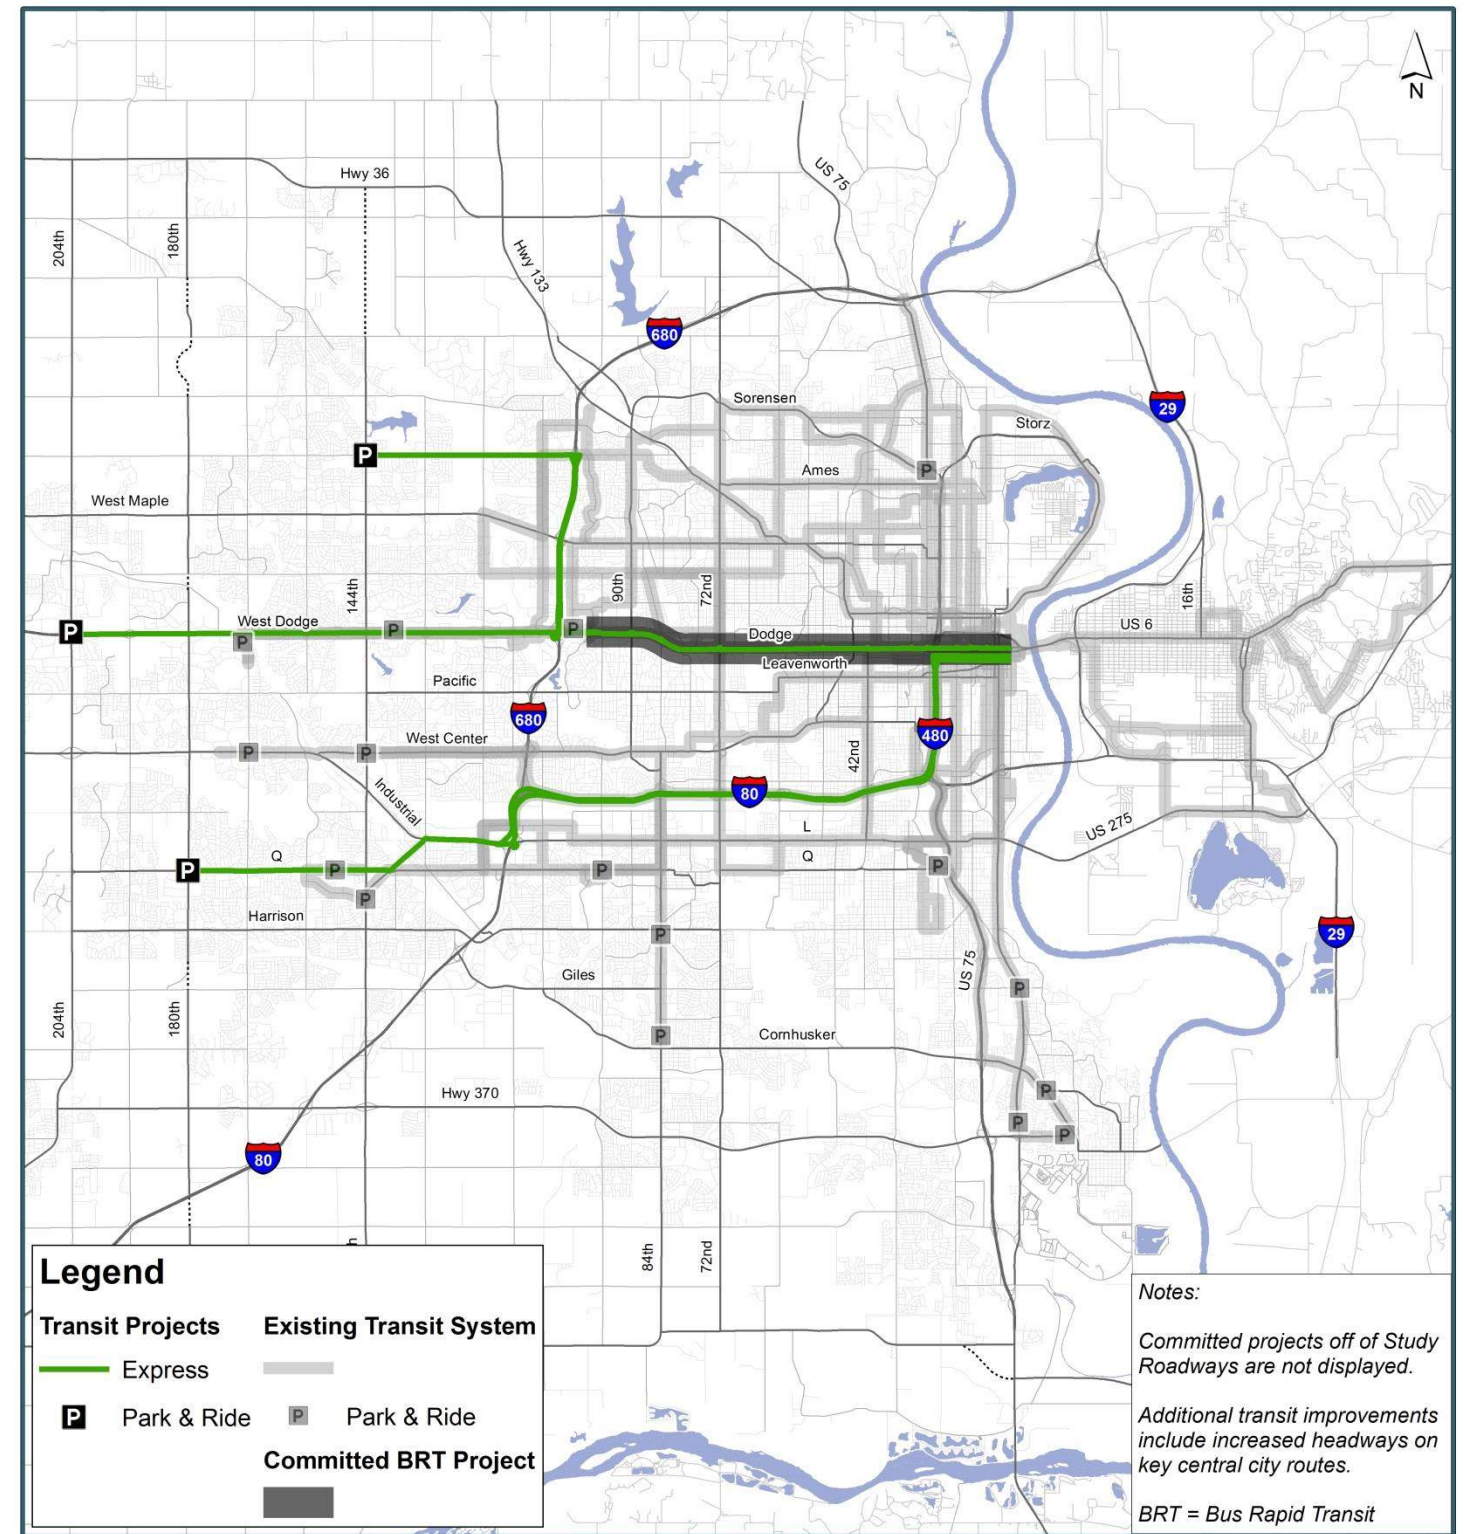 N
Hwy 36
US 75
204th
180th
Hwy 133
680
29
Sorensen
Storz
P
Ames
P
West Maple
144th
90th
72nd
16th
P
West Dodge
P
P
Dodge
US 6
P
Leavenworth
Pacific
680
480
West Center
P
P
42nd
80
Industrial
L
US 275
Q
Q
P
P
P
P
P
Harrison
29
P
Giles
US 75
P
204th
180th
P
Cornhusker
Hwy 370
P
P
P
80
84th
72nd
h
Legend
Transit Projects
Existing Transit System
Express
P
Park & Ride
P
Park & Ride
Committed BRT Project
Notes:
Committed projects off of Study
Roadways are not displayed.
Additional transit improvements
include increased headways on
key central city routes.
BRT = Bus Rapid Transit